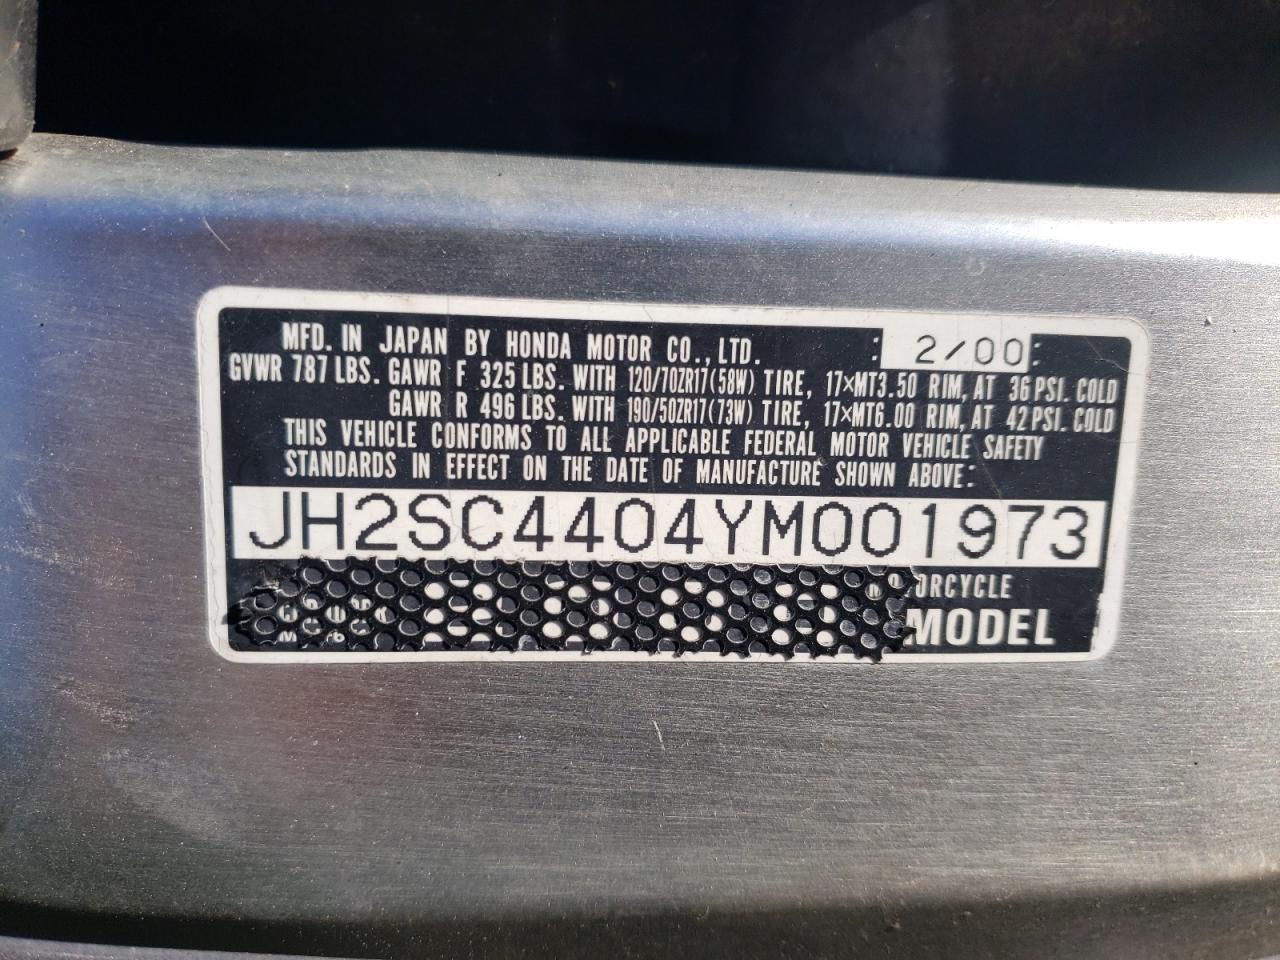 MFD. IN JAPAN BY HONDA MOTOR CO., LTD. : 2/00 :
GVWR 787 LBS. GAWR F 325 LBS. WITH 120/70ZR17(58W) TIRE, 17×MT3.50 RIM, AT 36 PSI. COLD
GAWR R 496 LBS. WITH 190/50ZR17(73W) TIRE, 17×MT6.00 RIM, AT 42 PSI. COLD
THIS VEHICLE CONFORMS TO ALL APPLICABLE FEDERAL MOTOR VEHICLE SAFETY
STANDARDS IN EFFECT ON THE DATE OF MANUFACTURE SHOWN ABOVE:
JH2SC4404YM001973
MOTORCYCLE
MODEL